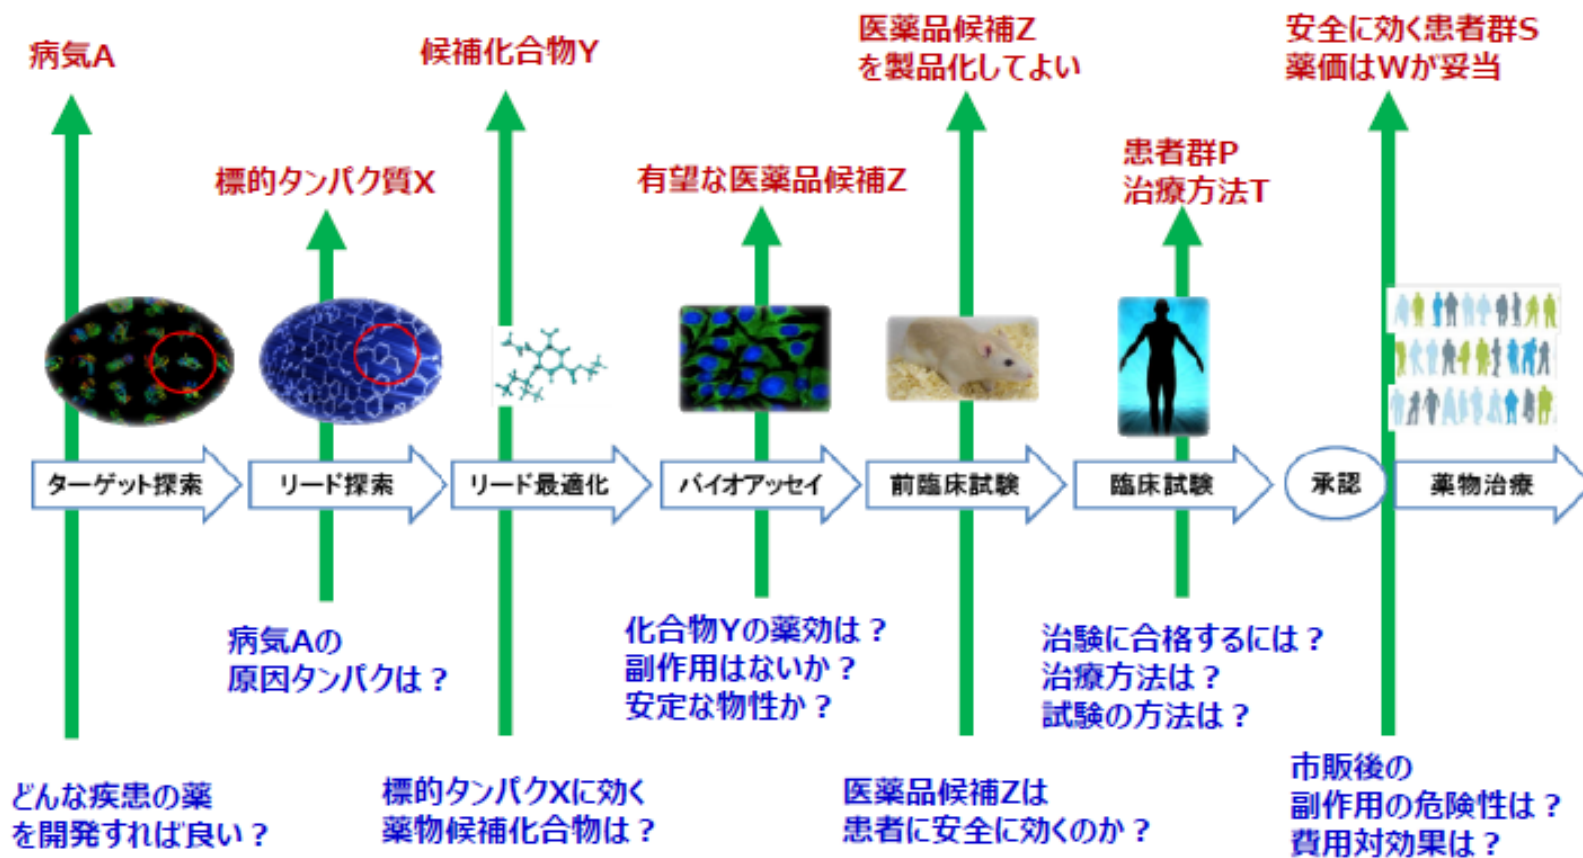 病気A
候補化合物Y
医薬品候補Z
を製品化してよい
安全に効く患者群S
薬価はWが妥当
標的タンパク質X
有望な医薬品候補Z
患者群P
治療方法T
ターゲット探索
リード探索
リード最適化
バイオアッセイ
前臨床試験
臨床試験
承認
薬物治療
病気Aの
原因タンパクは？
化合物Yの薬効は？
副作用はないか？
安定な物性か？
治験に合格するには？
治療方法は？
試験の方法は？
どんな疾患の薬
を開発すれば良い？
標的タンパクXに効く
薬物候補化合物は？
医薬品候補Zは
患者に安全に効くのか？
市販後の
副作用の危険性は？
費用対効果は？